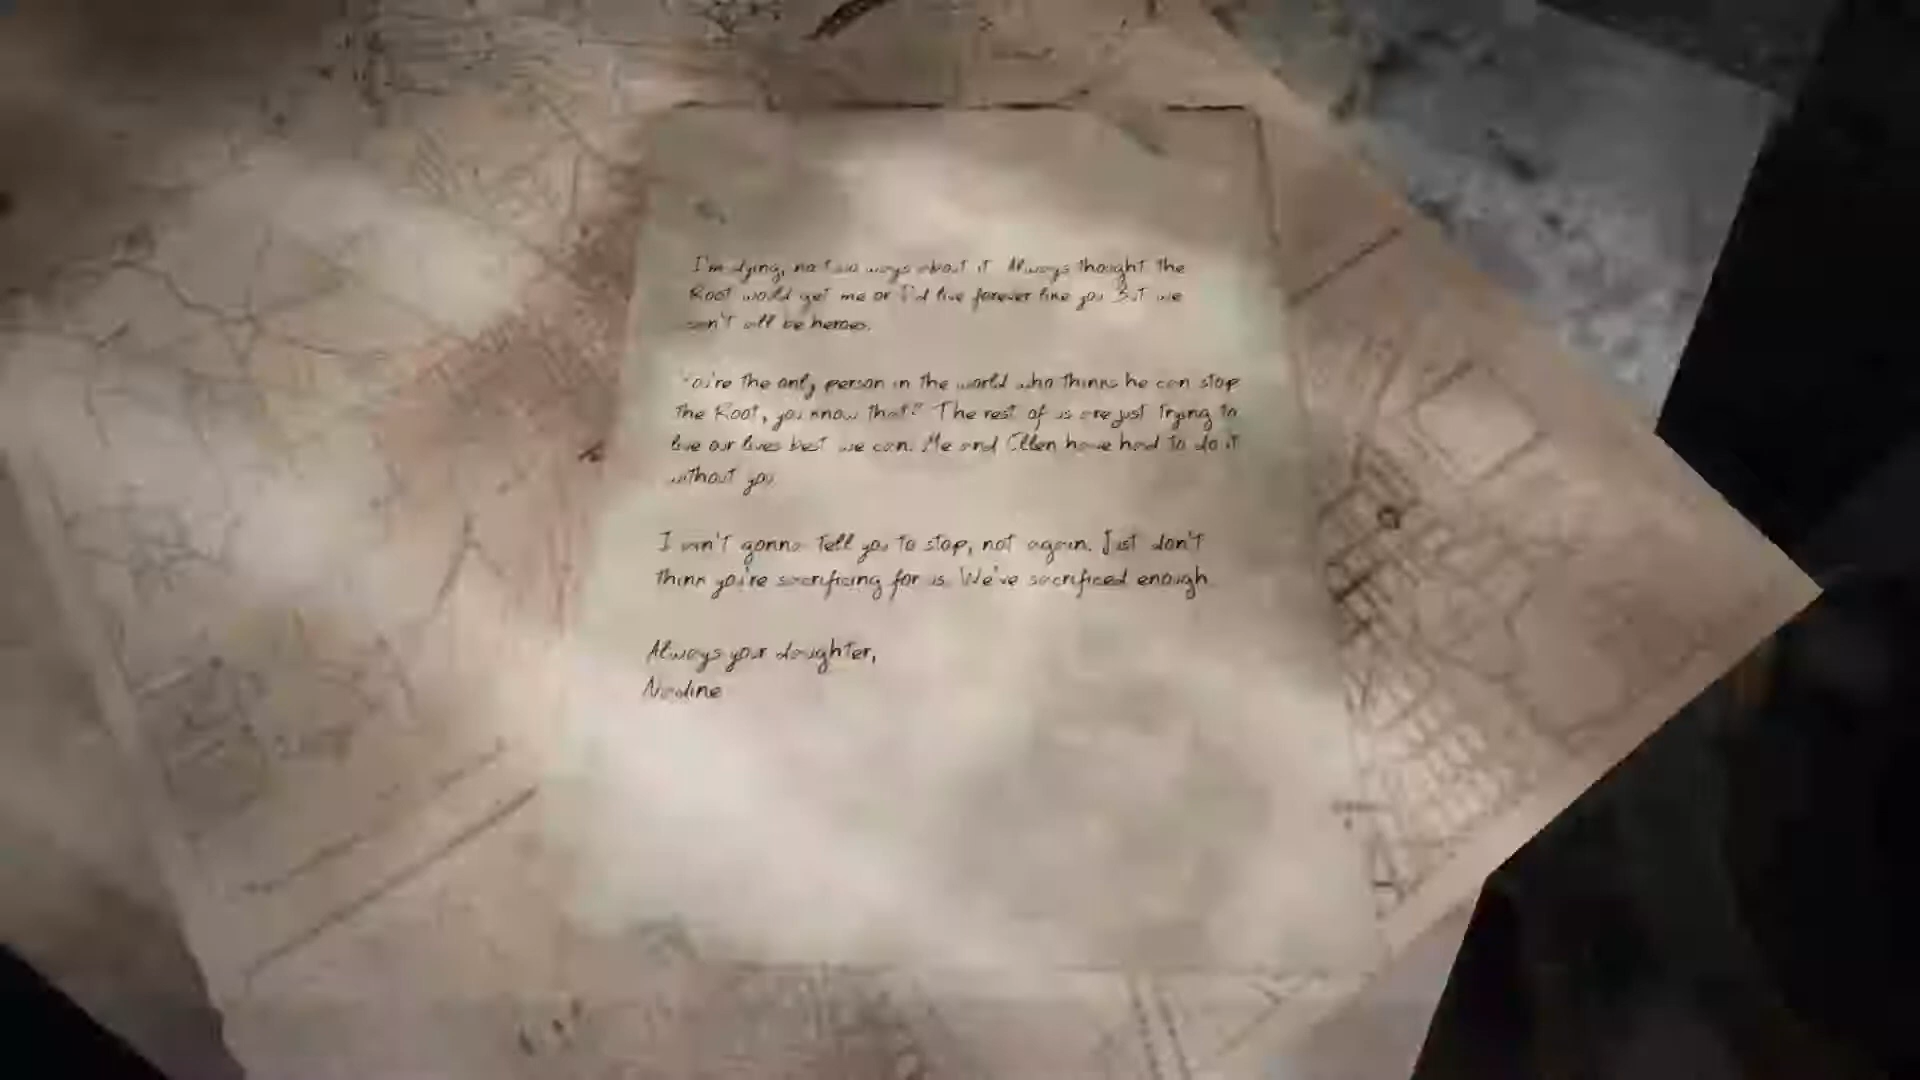 I'm dying, no two ways about it. Always thought the
Root would get me or I'd live forever like you. But we
can't all be heroes.
You're the only person in the world who thinks he can stop
the Root, you know that? The rest of us are just trying to
live our lives best we can. Me and Ellen have had to do it
without you.
I ain't gonna tell you to stop, not again. Just don't
think you're sacrificing for us. We've sacrificed enough.
Always your daughter,
Nadine